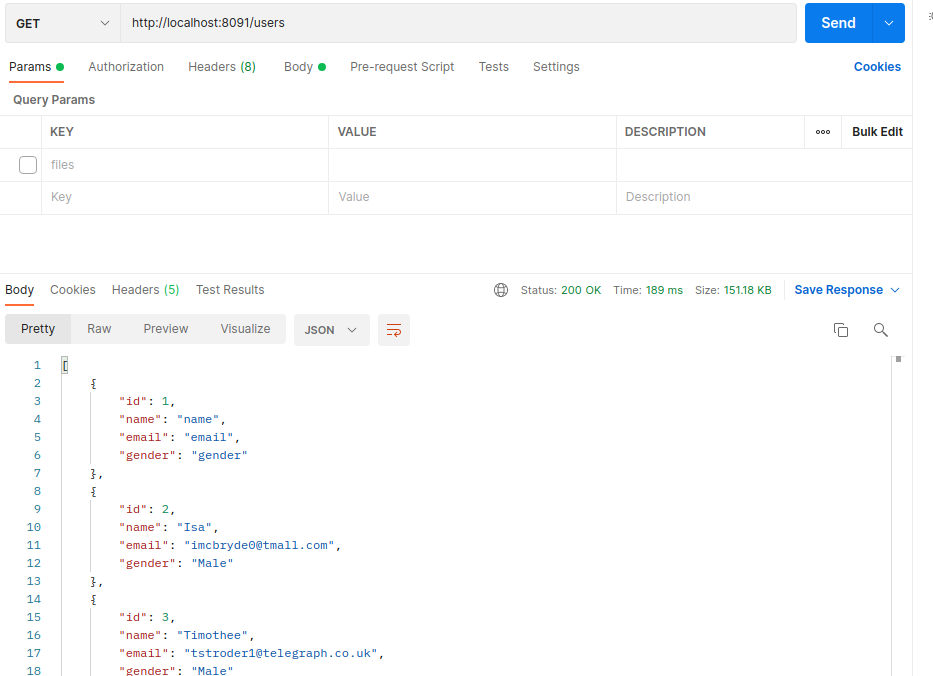 GET http://localhost:8091/users Send
Params Authorization Headers (8) Body Pre-request Script Tests Settings Cookies
Query Params
KEY VALUE DESCRIPTION Bulk Edit
files
Key Value Description
Body Cookies Headers (5) Test Results Status: 200 OK Time: 189 ms Size: 151.18 KB Save Response
Pretty Raw Preview Visualize JSON
1 [
2 {
3 "id": 1,
4 "name": "name",
5 "email": "email",
6 "gender": "gender"
7 },
8 {
9 "id": 2,
10 "name": "Isa",
11 "email": "imcbryde0@tmall.com",
12 "gender": "Male"
13 },
14 {
15 "id": 3,
16 "name": "Timothee",
17 "email": "tstroder1@telegraph.co.uk",
18 "gender": "Male"